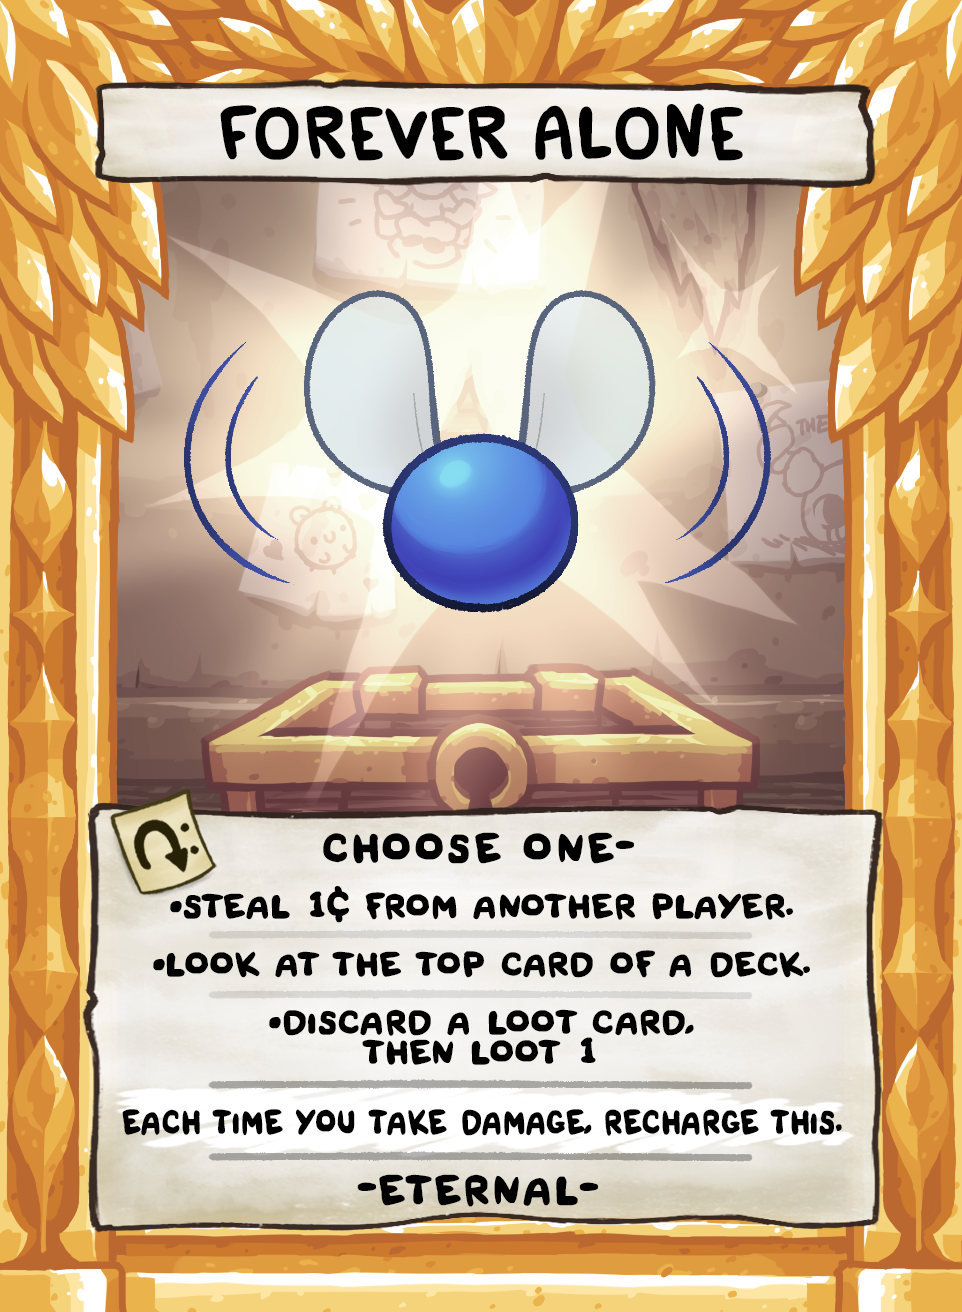 FOREVER ALONE
THE
CHOOSE ONE-
•STEAL 1¢ FROM ANOTHER PLAYER.
•LOOK AT THE TOP CARD OF A DECK.
•DISCARD A LOOT CARD,
THEN LOOT 1
EACH TIME YOU TAKE DAMAGE, RECHARGE THIS.
-ETERNAL-